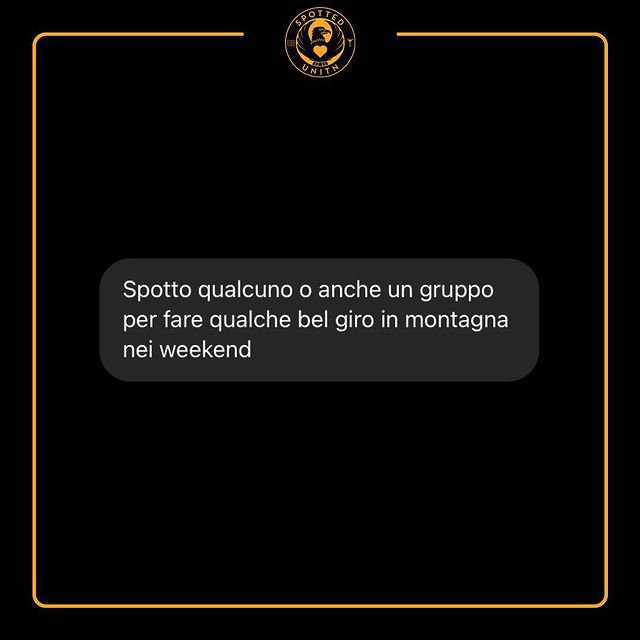 SPOTTED
UNITN
Spotto qualcuno o anche un gruppo
per fare qualche bel giro in montagna
nei weekend